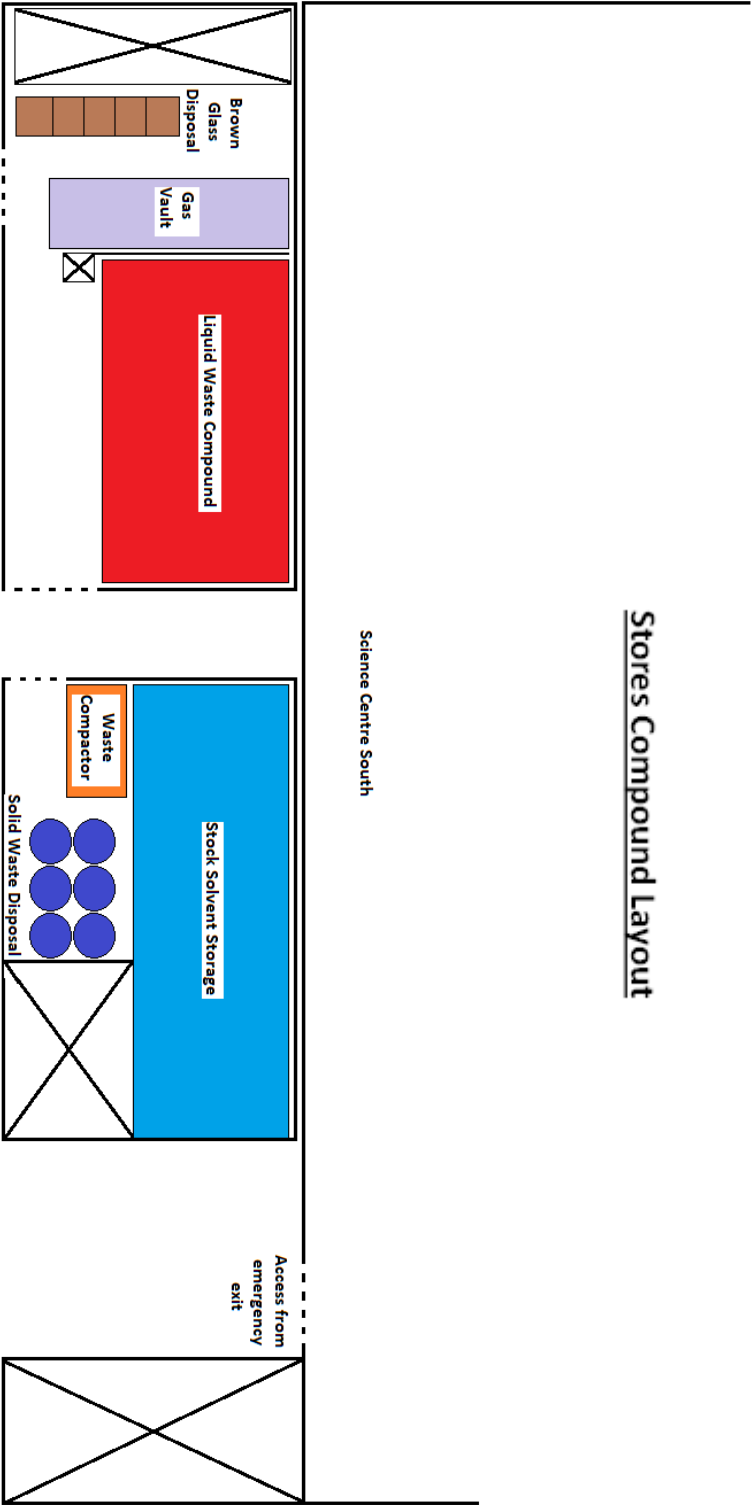 Stores Compound Layout
Science Centre South
Brown
Glass
Disposal
Gas
Vault
Liquid Waste Compound
Waste
Compactor
Stock Solvent Storage
Solid Waste Disposal
Access from
emergency
exit